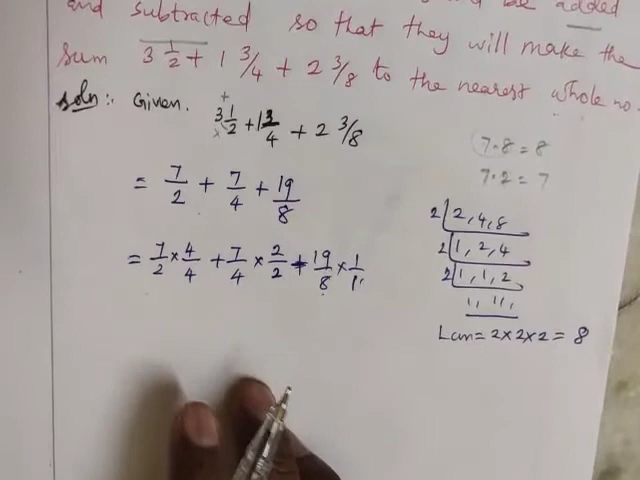 and be added
and subtracted so that they will make the
sum 3 1/2 + 1 3/4 + 2 3/8 to the nearest whole no.
soln:- Given. 3 1/2 + 1 3/4 + 2 3/8
7.8 = 8
7.2 = 7
= 7/2 + 7/4 + 19/8
2 | 2, 4, 8
2 | 1, 2, 4
2 | 1, 1, 2
1, 1, 1,
= 7/2 × 4/4 + 7/4 × 2/2 + 19/8 × 1/1
Lcm = 2×2×2 = 8